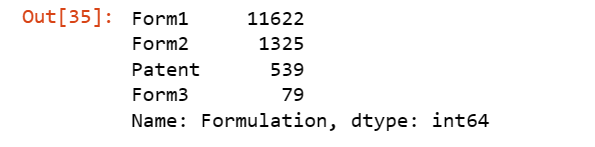 Out[35]: Form1 11622
Form2 1325
Patent 539
Form3 79
Name: Formulation, dtype: int64